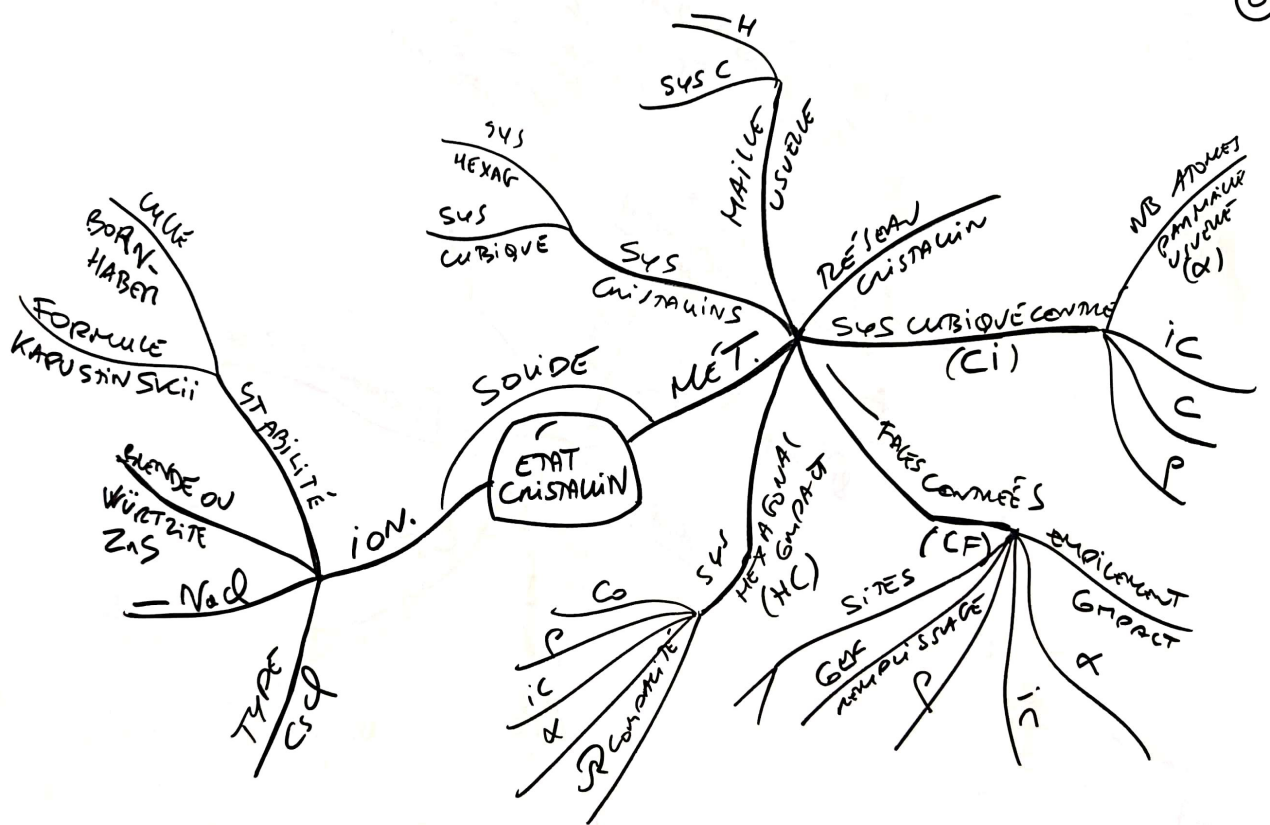 ÉTAT
CRISTALLIN
SOLIDE
MÉT.
MAILLE
USUELLE
SYS C
— H
RÉSEAU
CRISTALLIN
SYS CUBIQUE CENTRÉ
(CI)
NB ATOMES
PAR MAILLE
USUELLE
(α)
iC
C
ρ
— FACES CENTRÉES
(CF)
EMPILEMENT
COMPACT
α
REMPLISSAGE
ρ
SITES
SYS
HEXAGONAL
COMPACT
(HC)
CO
ρ
iC
α
COMPACITÉ
SYS
CRISTALLINS
SYS
HEXAG
SYS
CUBIQUE
ION.
STABILITÉ
CYCLE
BORN-
HABER
FORMULE
KAPUSTINSKII
BLENDE OU
WÜRTZITE
ZnS
— NaCl
TYPE
CsCl